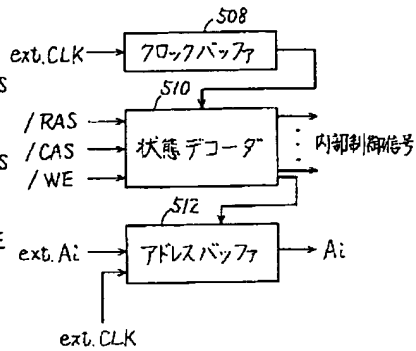 508
ext.CLK
クロックバッファ
S
510
/RAS
/CAS
/WE
状態デコーダ
内部制御信号
S
512
E
ext.Ai
アドレスバッファ
Ai
ext.CLK